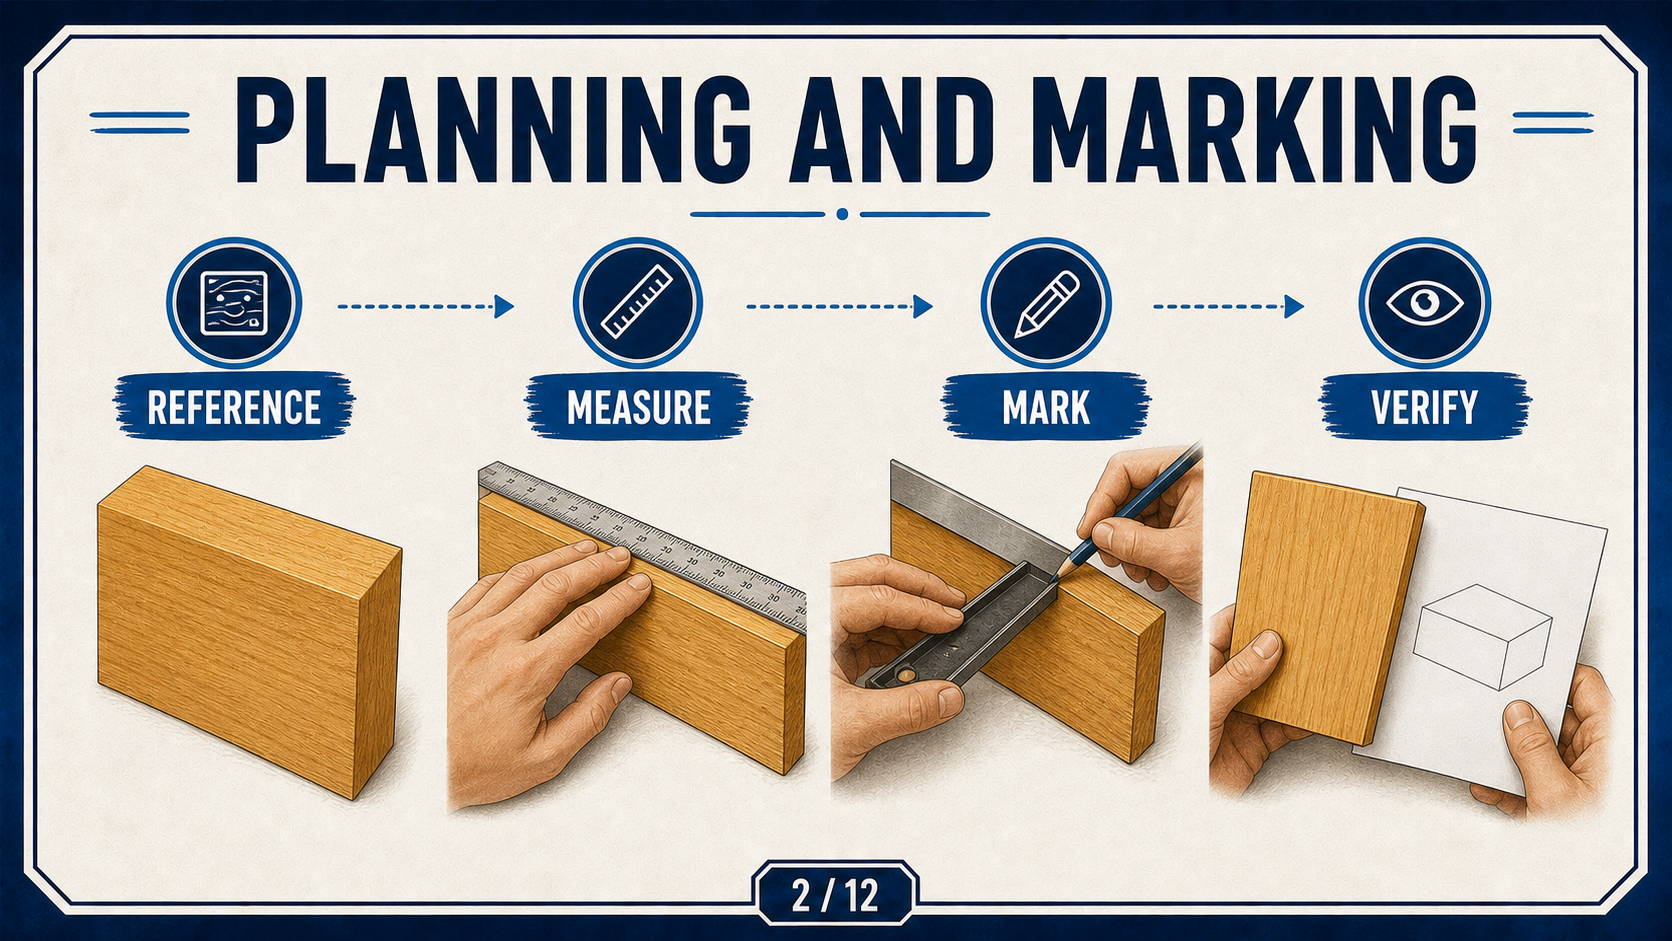 PLANNING AND MARKING
REFERENCE
MEASURE
MARK
VERIFY
2 / 12